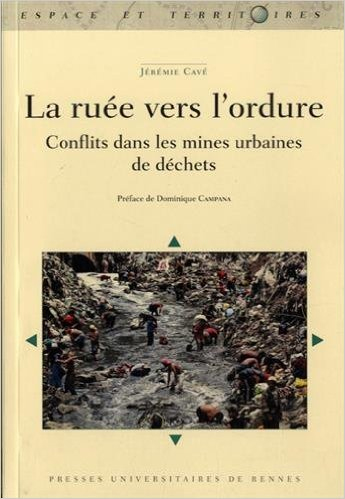 ESPACE ET TERRITOIRES
JÉRÉMIE CAVÉ
La ruée vers l'ordure
Conflits dans les mines urbaines
de déchets
Préface de Dominique CAMPANA
PRESSES UNIVERSITAIRES DE RENNES